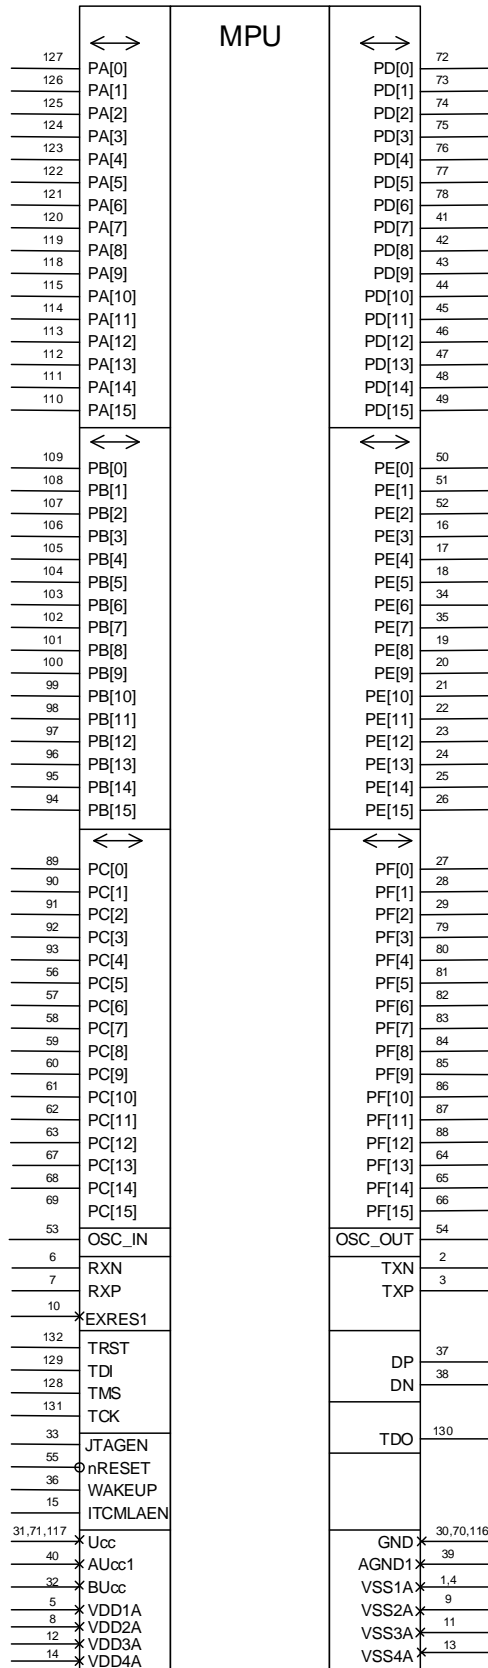 MPU
127 PA[0] PD[0] 72
126 PA[1] PD[1] 73
125 PA[2] PD[2] 74
124 PA[3] PD[3] 75
123 PA[4] PD[4] 76
122 PA[5] PD[5] 77
121 PA[6] PD[6] 78
120 PA[7] PD[7] 41
119 PA[8] PD[8] 42
118 PA[9] PD[9] 43
115 PA[10] PD[10] 44
114 PA[11] PD[11] 45
113 PA[12] PD[12] 46
112 PA[13] PD[13] 47
111 PA[14] PD[14] 48
110 PA[15] PD[15] 49
109 PB[0] PE[0] 50
108 PB[1] PE[1] 51
107 PB[2] PE[2] 52
106 PB[3] PE[3] 16
105 PB[4] PE[4] 17
104 PB[5] PE[5] 18
103 PB[6] PE[6] 34
102 PB[7] PE[7] 35
101 PB[8] PE[8] 19
100 PB[9] PE[9] 20
99 PB[10] PE[10] 21
98 PB[11] PE[11] 22
97 PB[12] PE[12] 23
96 PB[13] PE[13] 24
95 PB[14] PE[14] 25
94 PB[15] PE[15] 26
89 PC[0] PF[0] 27
90 PC[1] PF[1] 28
91 PC[2] PF[2] 29
92 PC[3] PF[3] 79
93 PC[4] PF[4] 80
56 PC[5] PF[5] 81
57 PC[6] PF[6] 82
58 PC[7] PF[7] 83
59 PC[8] PF[8] 84
60 PC[9] PF[9] 85
61 PC[10] PF[10] 86
62 PC[11] PF[11] 87
63 PC[12] PF[12] 88
67 PC[13] PF[13] 64
68 PC[14] PF[14] 65
69 PC[15] PF[15] 66
53 OSC_IN OSC_OUT 54
6 RXN TXN 2
7 RXP TXP 3
10 EXRES1
132 TRST
129 TDI DP 37
128 TMS DN 38
131 TCK
33 JTAGEN TDO 130
55 nRESET
36 WAKEUP
15 ITCMLAEN
31,71,117 Ucc GND 30,70,116
40 AUcc1 AGND1 39
32 BUcc VSS1A 1,4
5 VDD1A VSS2A 9
8 VDD2A
12 VDD3A VSS3A 11
14 VDD4A VSS4A 13